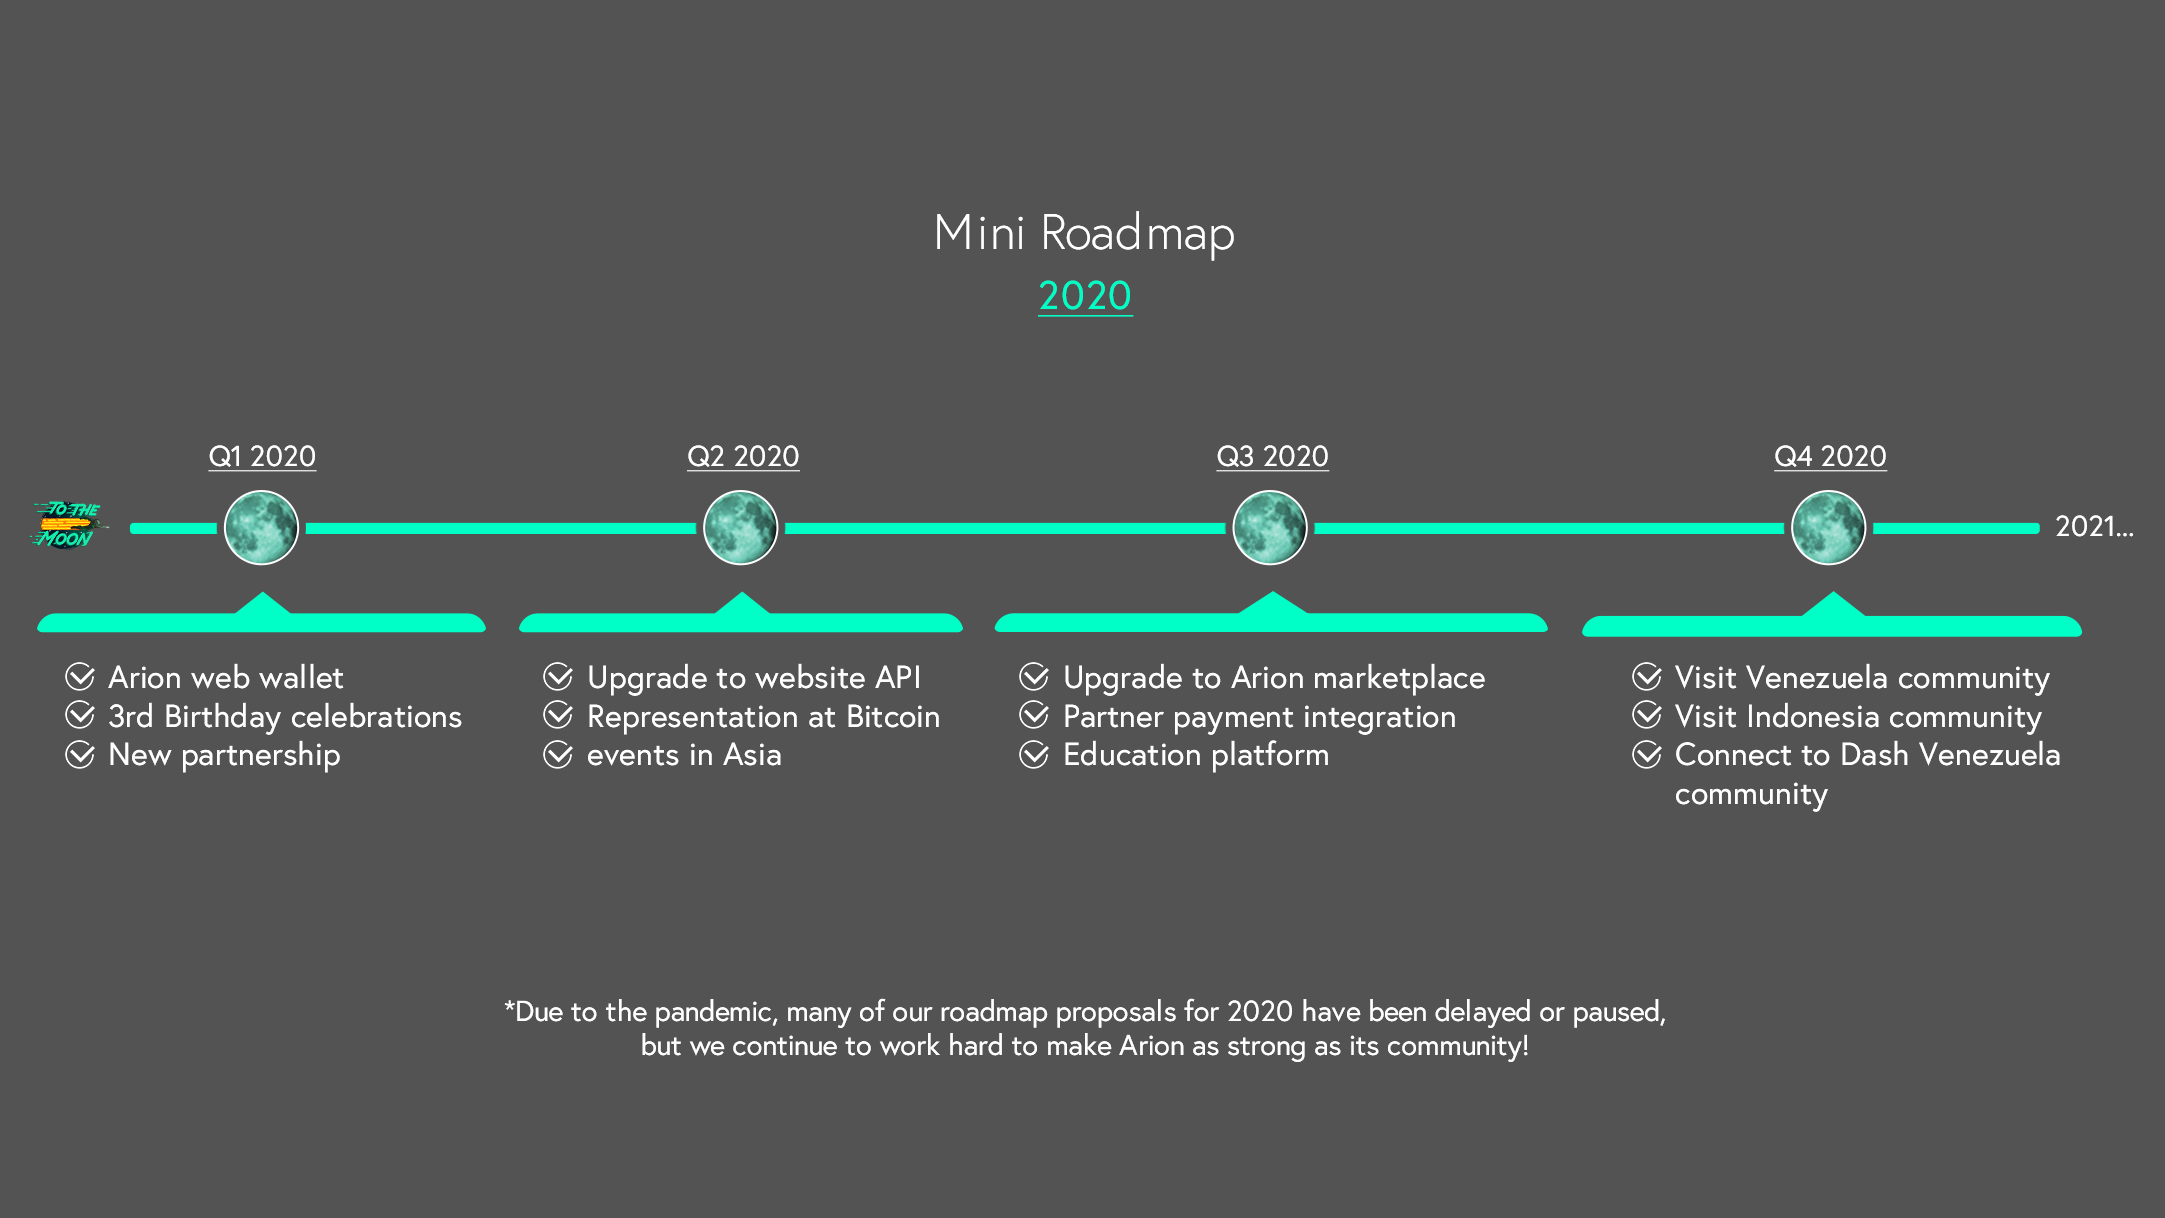 Mini Roadmap
2020
Q1 2020
Q2 2020
Q3 2020
Q4 2020
TO THE
MOON
2021...
Arion web wallet
3rd Birthday celebrations
New partnership
Upgrade to website API
Representation at Bitcoin
events in Asia
Upgrade to Arion marketplace
Partner payment integration
Education platform
Visit Venezuela community
Visit Indonesia community
Connect to Dash Venezuela
community
*Due to the pandemic, many of our roadmap proposals for 2020 have been delayed or paused,
but we continue to work hard to make Arion as strong as its community!